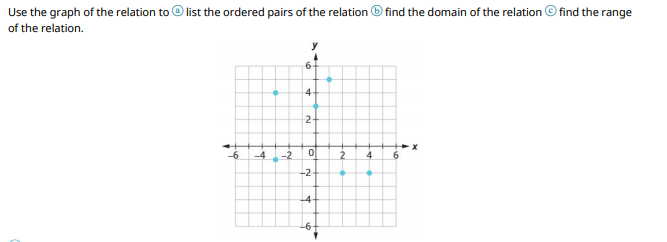 Use the graph of the relation to ⓐ list the ordered pairs of the relation ⓑ find the domain of the relation ⓒ find the range
of the relation.
y
6
4
2
-6 -4 -2 0 2 4 6 x
-2
-4
-6